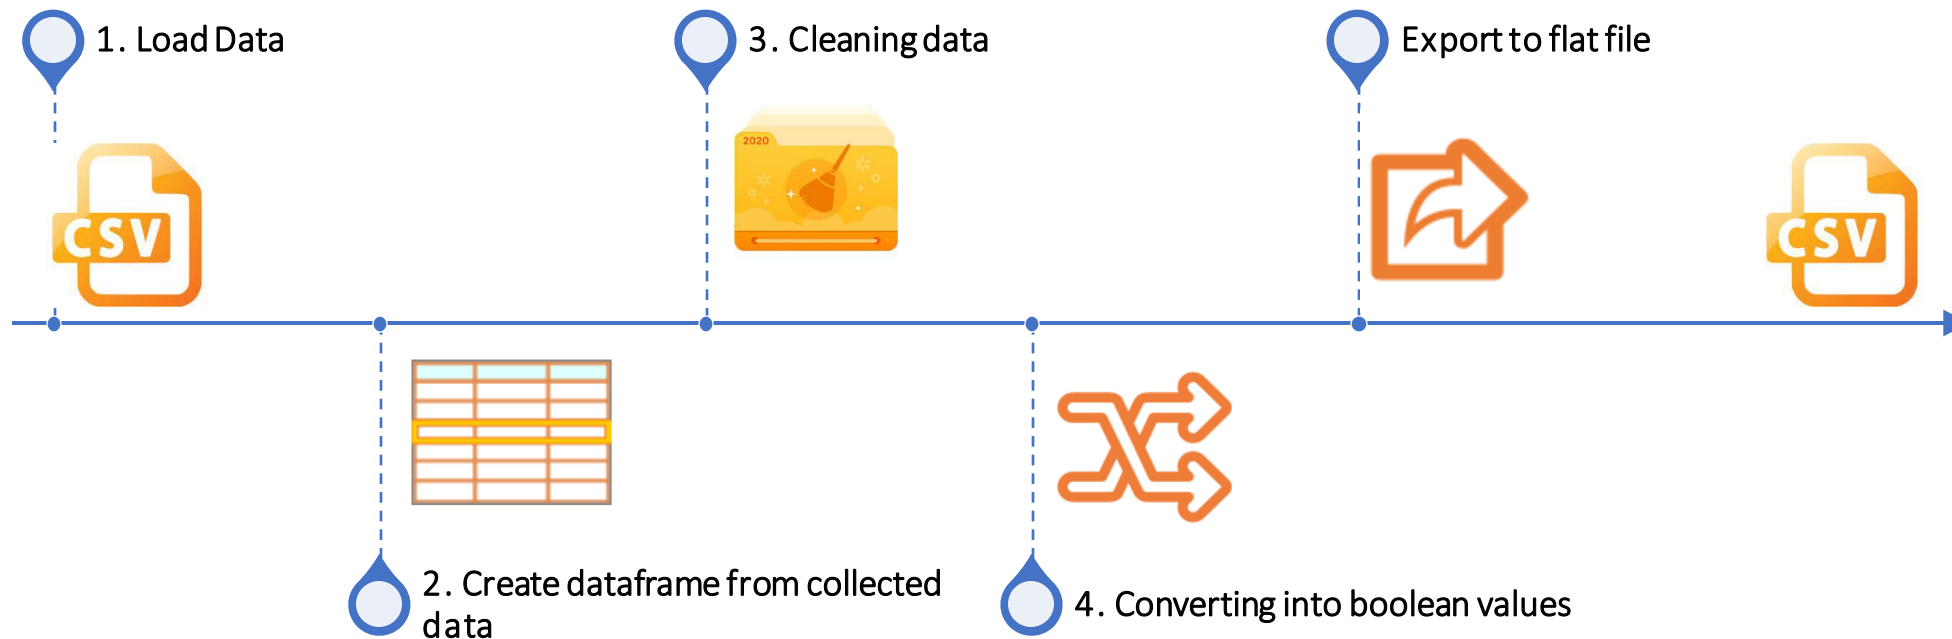 1. Load Data
3. Cleaning data
Export to flat file
2020
CSV
CSV
2. Create dataframe from collected
data
4. Converting into boolean values